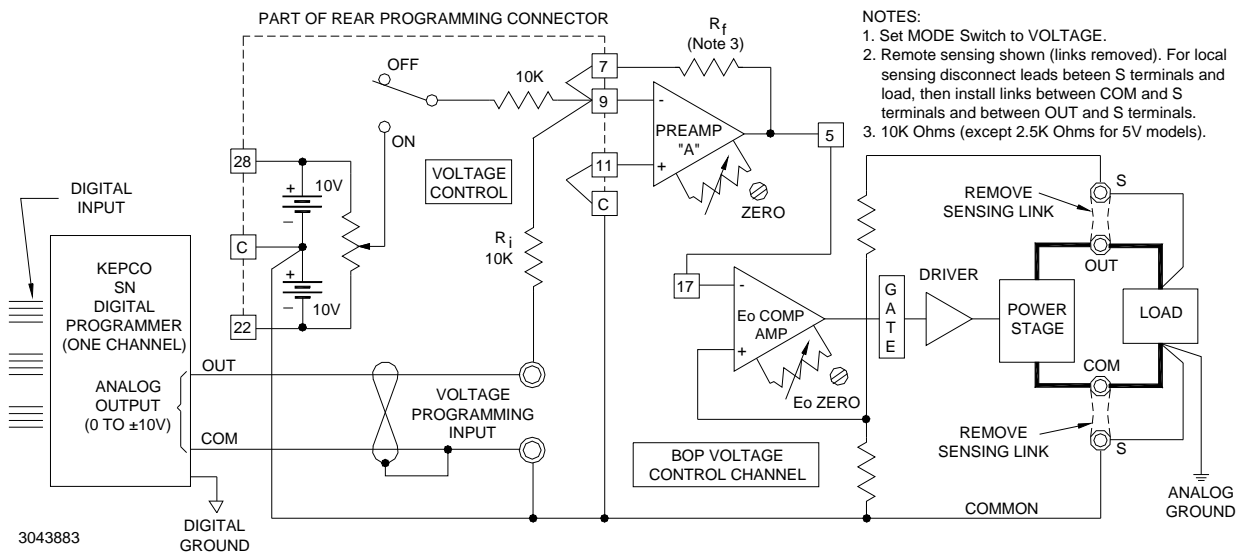 PART OF REAR PROGRAMMING CONNECTOR
NOTES:
1. Set MODE Switch to VOLTAGE.
2. Remote sensing shown (links removed). For local
sensing disconnect leads beteen S terminals and
load, then install links between COM and S
terminals and between OUT and S terminals.
3. 10K Ohms (except 2.5K Ohms for 5V models).
Rf
(Note 3)
OFF
10K
7
9
-
PREAMP
"A"
+
5
ON
28
+
10V
–
VOLTAGE
CONTROL
11
C
ZERO
DIGITAL
INPUT
C
+
10V
–
22
Ri
10K
KEPCO
SN
DIGITAL
PROGRAMMER
(ONE CHANNEL)
ANALOG
OUTPUT
(0 TO ±10V)
OUT
COM
VOLTAGE
PROGRAMMING
INPUT
17
-
Eo COMP
AMP
+
Eo ZERO
GATE
DRIVER
POWER
STAGE
S
REMOVE
SENSING LINK
OUT
LOAD
COM
REMOVE
SENSING LINK
S
BOP VOLTAGE
CONTROL CHANNEL
COMMON
ANALOG
GROUND
DIGITAL
GROUND
3043883